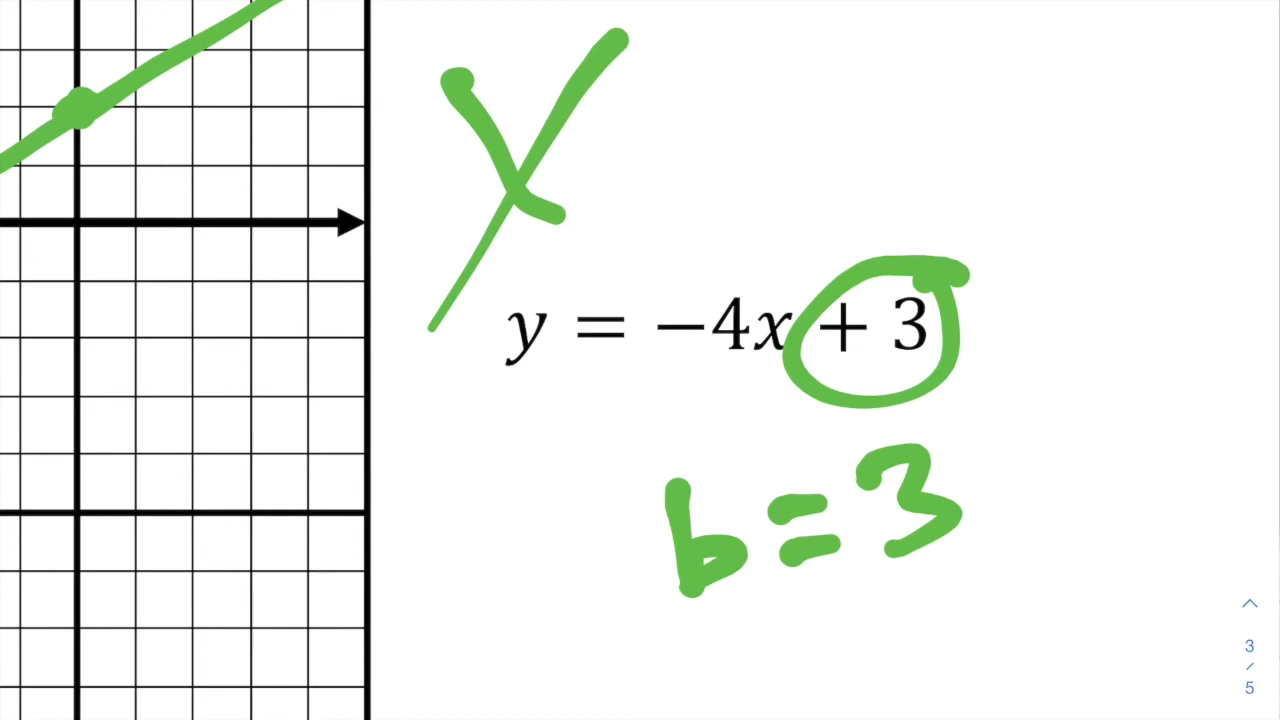 Y
y = −4x + 3
b = 3
3
/
5